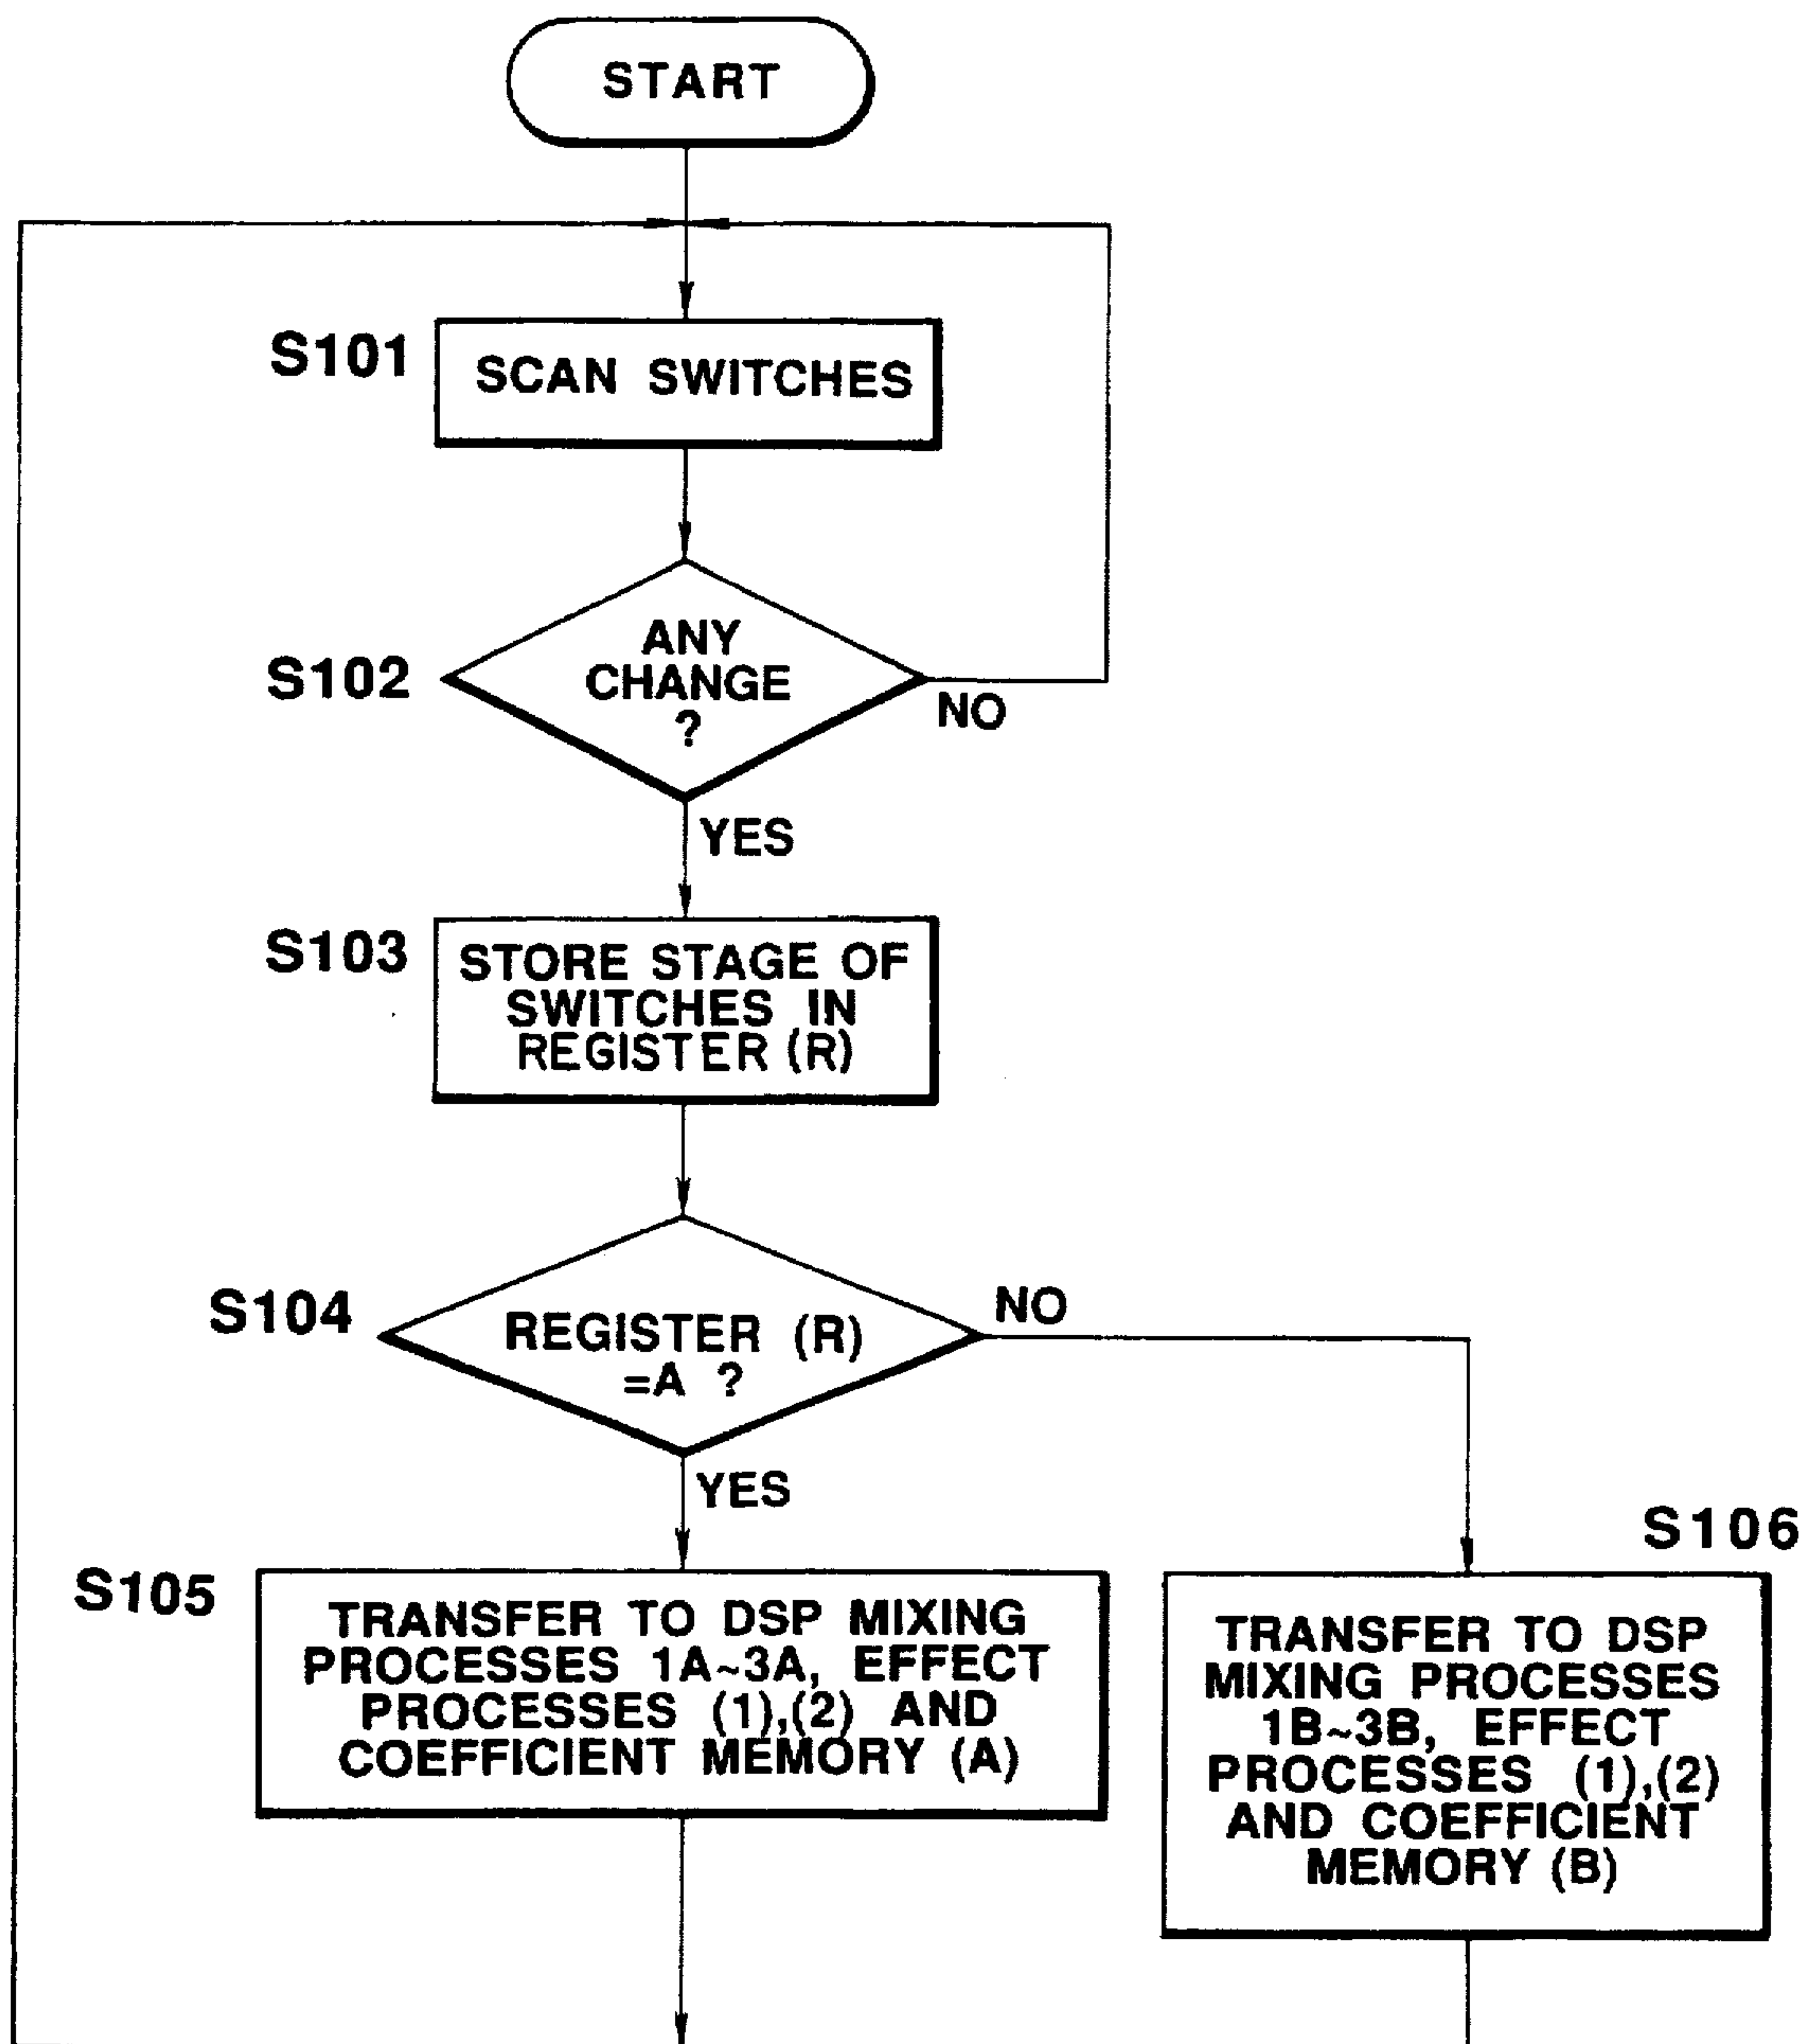 START
S101
SCAN SWITCHES
S102
ANY
CHANGE
?
NO
YES
S103
STORE STAGE OF
SWITCHES IN
REGISTER (R)
S104
REGISTER (R)
=A ?
NO
YES
S105
TRANSFER TO DSP MIXING
PROCESSES 1A~3A, EFFECT
PROCESSES (1),(2) AND
COEFFICIENT MEMORY (A)
S106
TRANSFER TO DSP
MIXING PROCESSES
1B~3B, EFFECT
PROCESSES (1),(2)
AND COEFFICIENT
MEMORY (B)